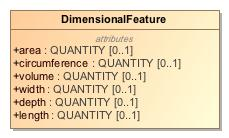 DimensionalFeature
attributes
+area : QUANTITY [0..1]
+circumference : QUANTITY [0..1]
+volume : QUANTITY [0..1]
+width : QUANTITY [0..1]
+depth : QUANTITY [0..1]
+length : QUANTITY [0..1]